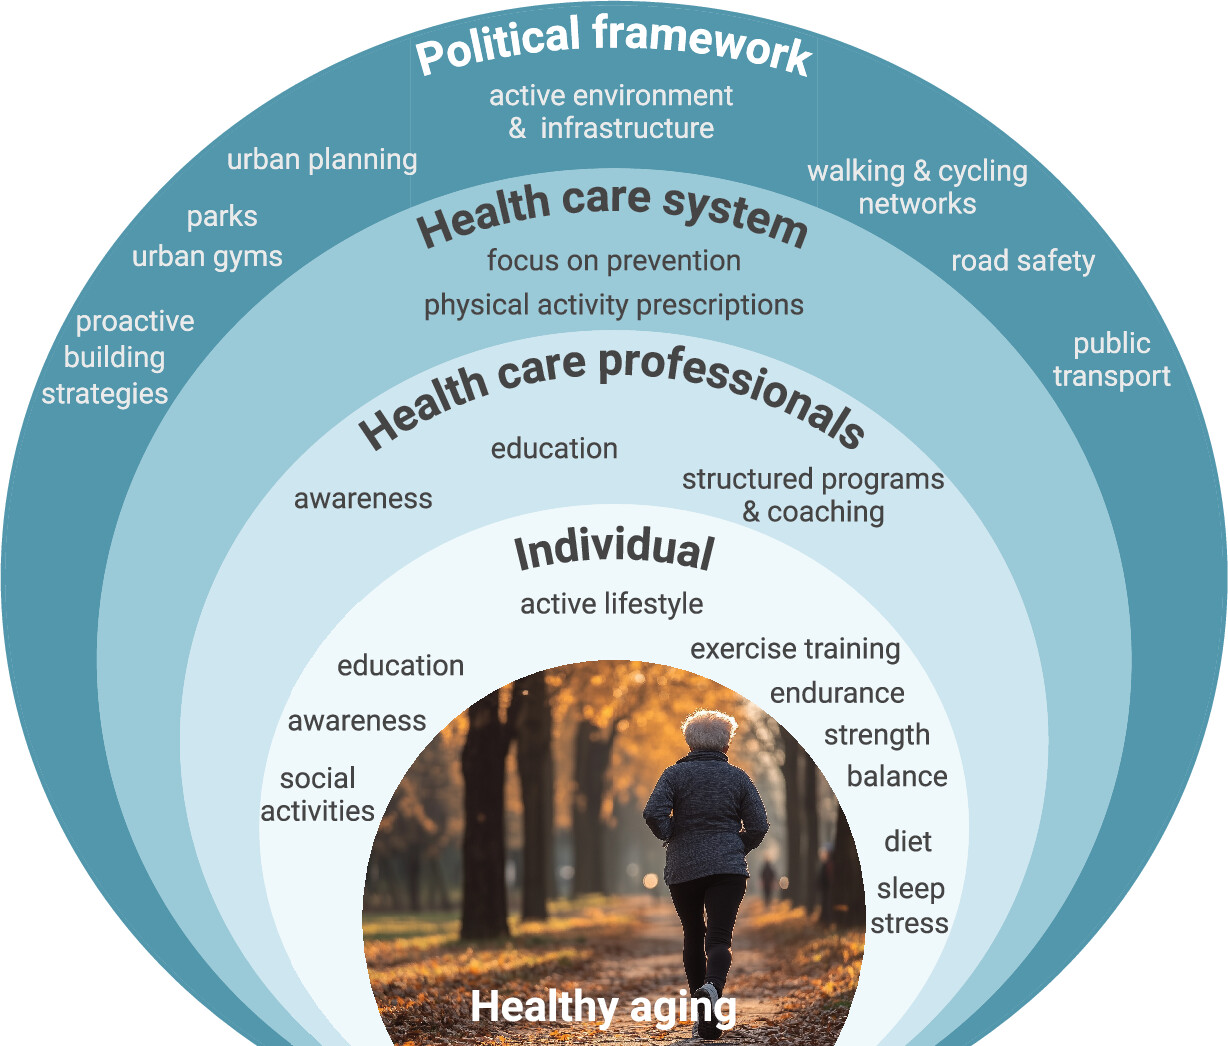 Political framework
active environment
& infrastructure
urban planning
parks
urban gyms
proactive
building
strategies
walking & cycling
networks
road safety
public
transport
Health care system
focus on prevention
physical activity prescriptions
Health care professionals
education
awareness
structured programs
& coaching
Individual
active lifestyle
education
awareness
social
activities
exercise training
endurance
strength
balance
diet
sleep
stress
Healthy aging